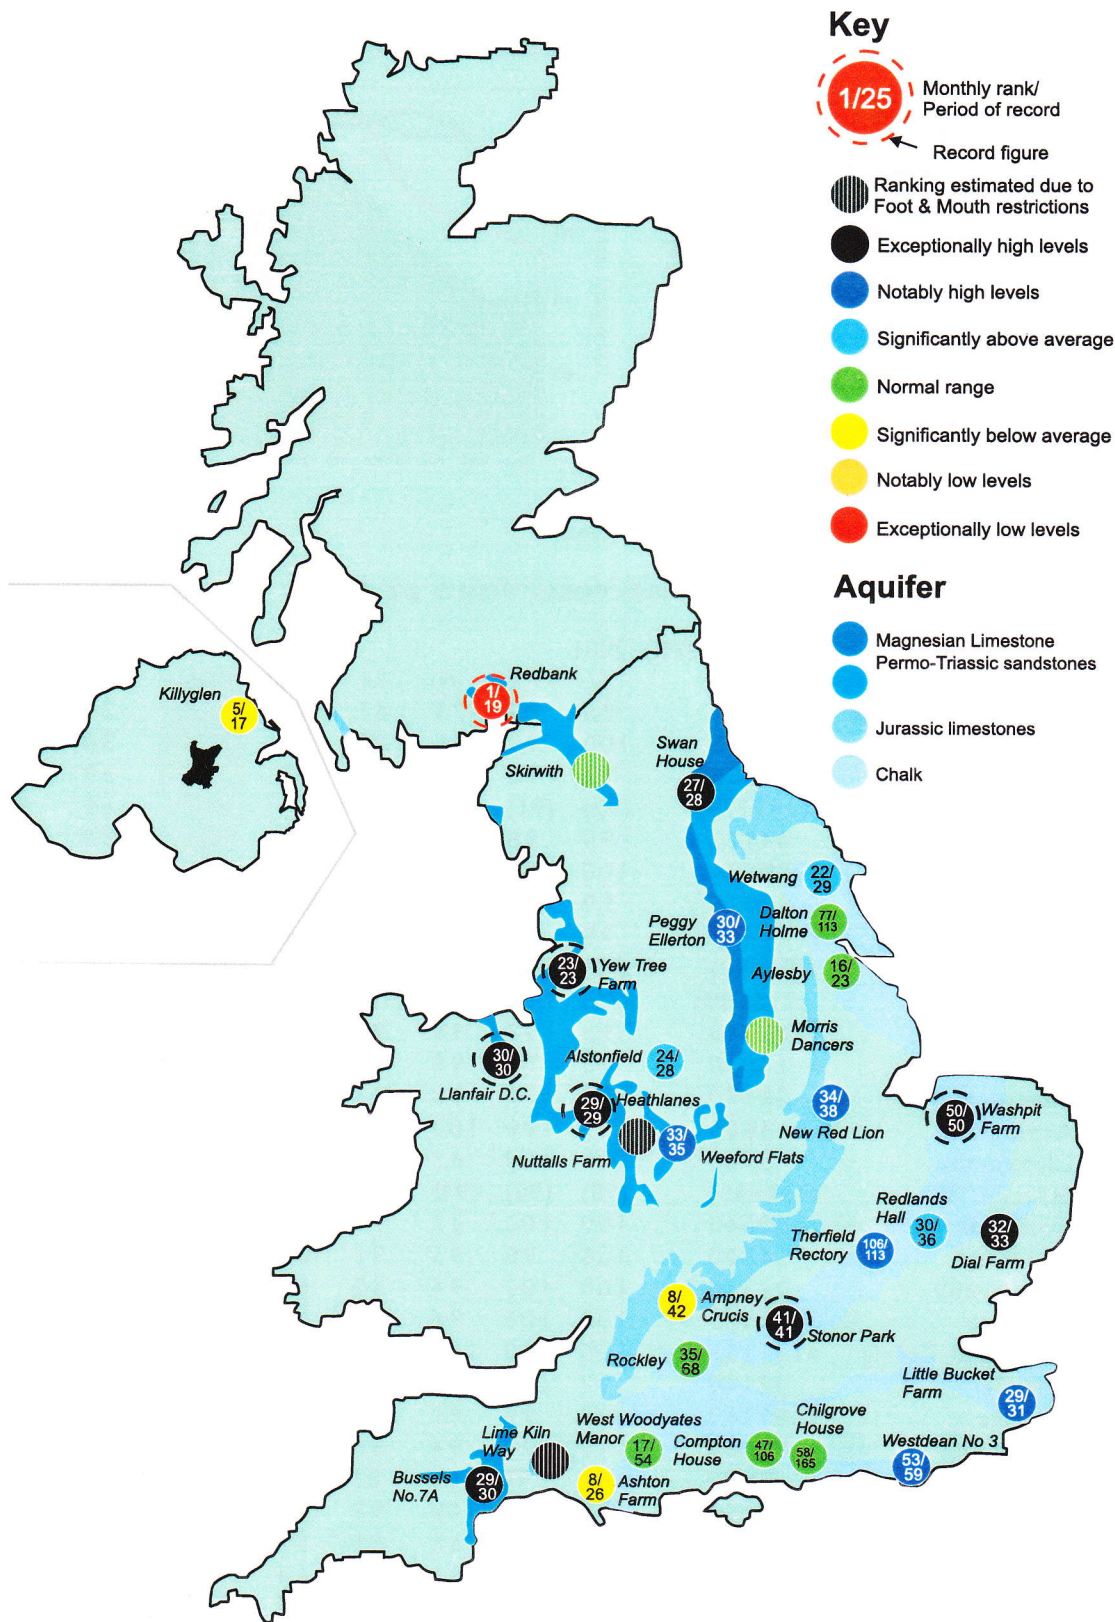 Key
1/25
Monthly rank/
Period of record
Record figure
Ranking estimated due to
Foot & Mouth restrictions
Exceptionally high levels
Notably high levels
Significantly above average
Normal range
Significantly below average
Notably low levels
Exceptionally low levels
Aquifer
Magnesian Limestone
Permo-Triassic sandstones
Jurassic limestones
Chalk
Killyglen
5/
17
Redbank
1/
19
Skirwith
Swan
House
27/
28
Wetwang
22/
29
Peggy
Ellerton
30/
33
Dalton
Holme
77/
113
Aylesby
16/
23
23/
23
Yew Tree
Farm
Morris
Dancers
30/
30
Llanfair D.C.
Alstonfield
24/
28
29/
29
Heathlanes
34/
38
New Red Lion
50/
50
Washpit
Farm
Nuttalls Farm
33/
35
Weeford Flats
Redlands
Hall
30/
36
Therfield
Rectory
106/
113
32/
33
Dial Farm
8/
42
Ampney
Crucis
41/
41
Stonor Park
Rockley
35/
68
Little Bucket
Farm
29/
31
Lime Kiln
Way
West Woodyates
Manor
17/
54
Compton
House
47/
106
Chilgrove
House
58/
165
Westdean No 3
53/
59
Bussels
No.7A
29/
30
8/
26
Ashton
Farm